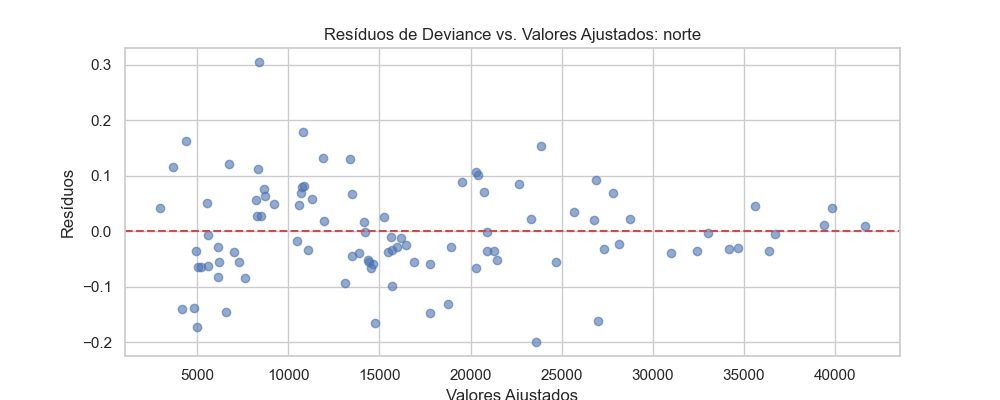 Resíduos de Deviance vs. Valores Ajustados: norte
Resíduos
0.3
0.2
0.1
0.0
−0.1
−0.2
5000 10000 15000 20000 25000 30000 35000 40000
Valores Ajustados